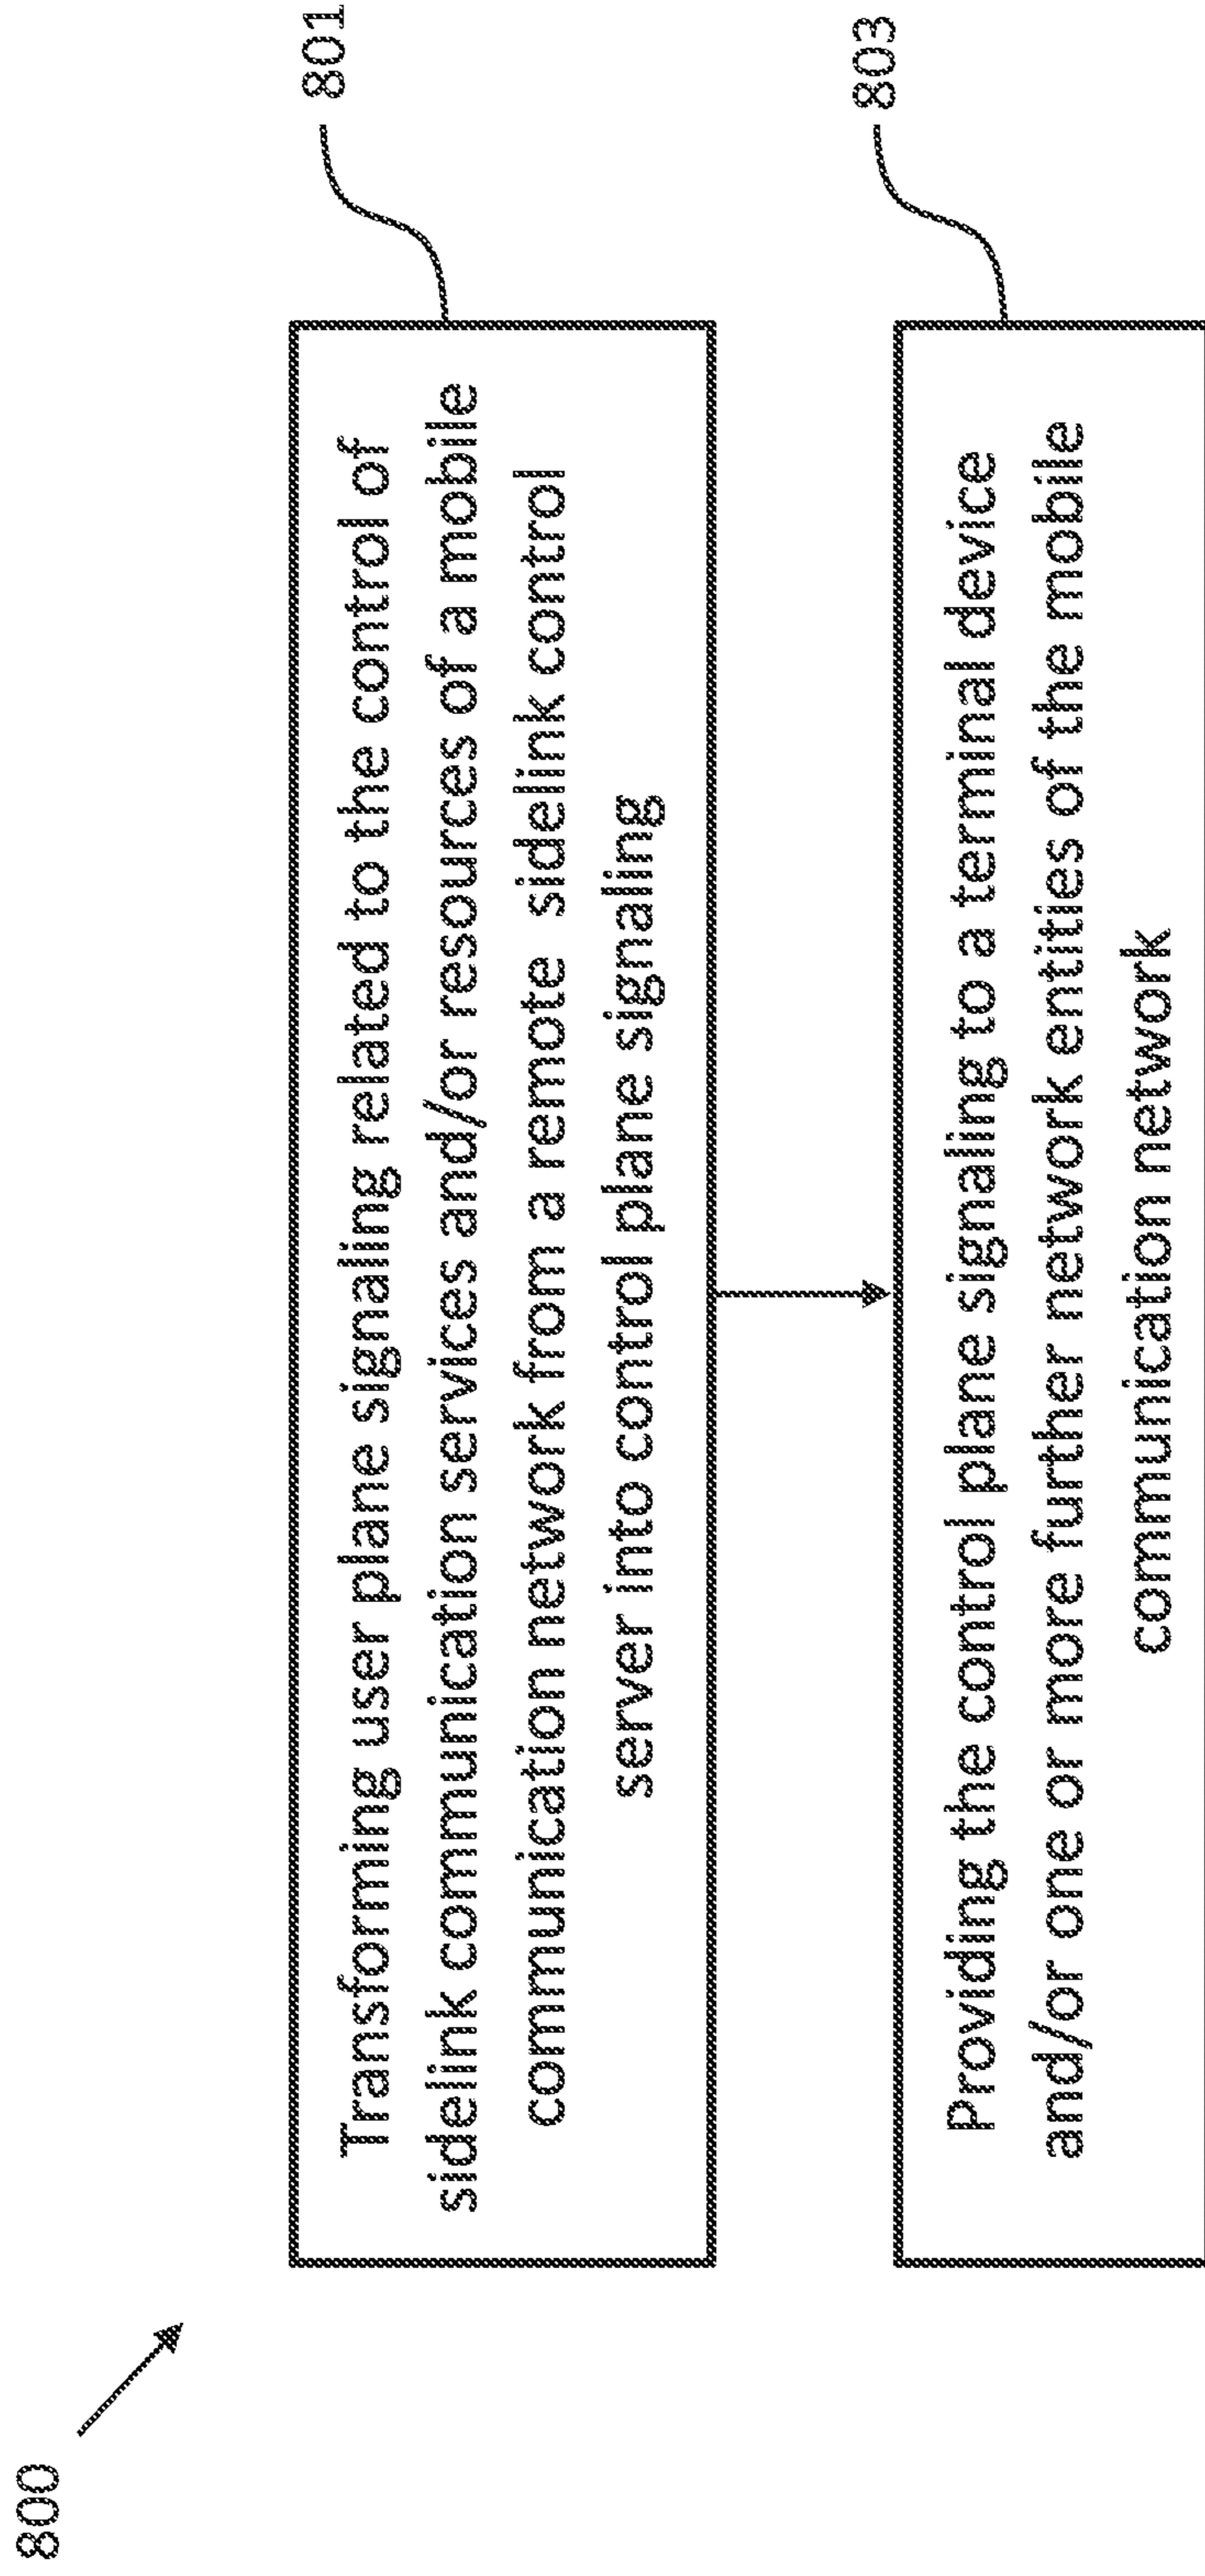 800
801
Transforming user plane signaling related to the control of
sidelink communication services and/or resources of a mobile
communication network from a remote sidelink control
server into control plane signaling
803
Providing the control plane signaling to a terminal device
and/or one or more further network entities of the mobile
communication network